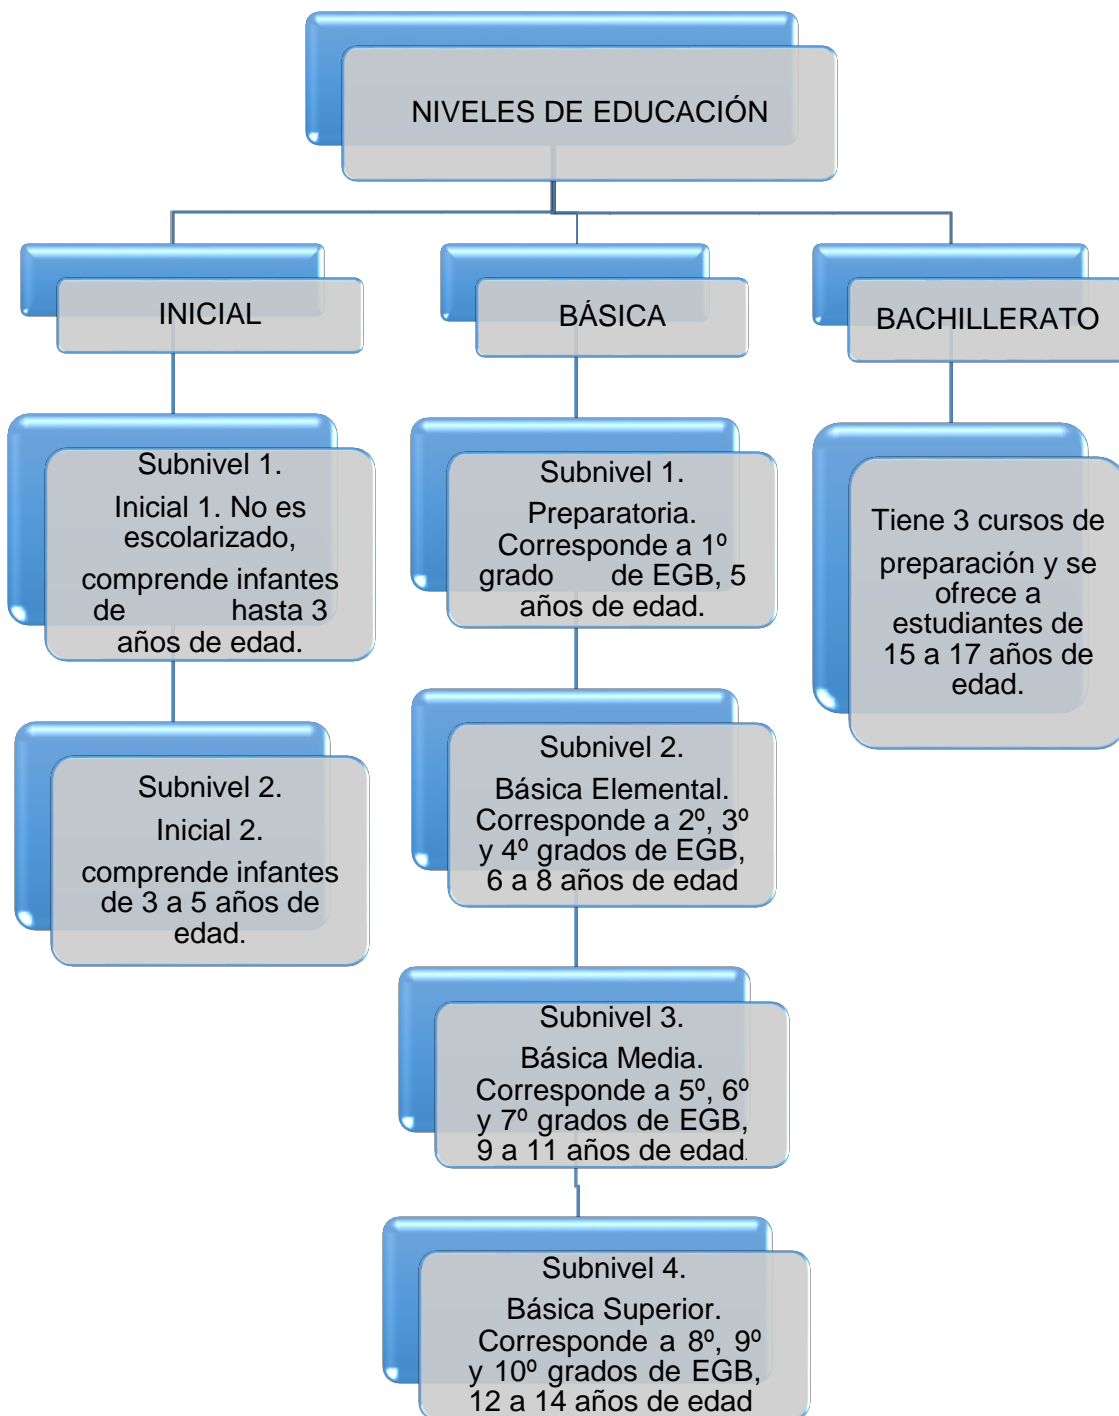 NIVELES DE EDUCACIÓN
INICIAL
BÁSICA
BACHILLERATO
Subnivel 1.
Inicial 1. No es
escolarizado,
comprende infantes
de hasta 3
años de edad.
Subnivel 2.
Inicial 2.
comprende infantes
de 3 a 5 años de
edad.
Subnivel 1.
Preparatoria.
Corresponde a 1º
grado de EGB, 5
años de edad.
Subnivel 2.
Básica Elemental.
Corresponde a 2º, 3º
y 4º grados de EGB,
6 a 8 años de edad
Subnivel 3.
Básica Media.
Corresponde a 5º, 6º
y 7º grados de EGB,
9 a 11 años de edad.
Subnivel 4.
Básica Superior.
Corresponde a 8º, 9º
y 10º grados de EGB,
12 a 14 años de edad
Tiene 3 cursos de
preparación y se
ofrece a
estudiantes de
15 a 17 años de
edad.